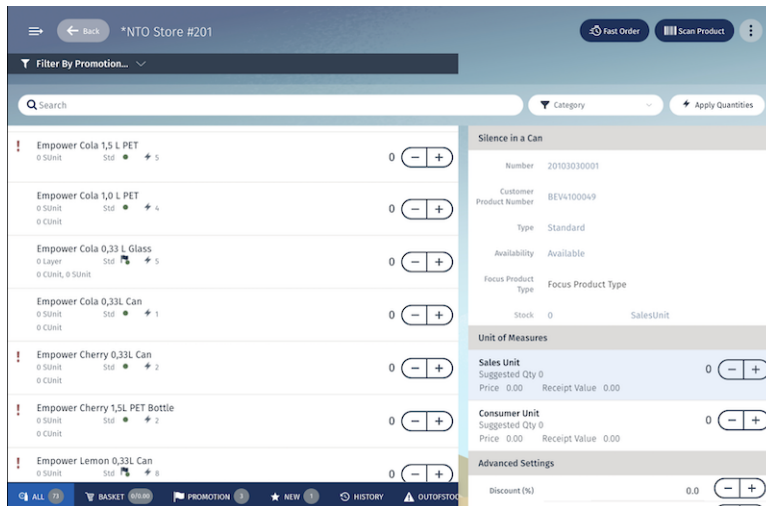 Back
*NTO Store #201
Fast Order
Scan Product
Filter By Promotion...
Search
Category
Apply Quantities
! Empower Cola 1,5 L PET
0 SUnit Std 5
0 − +
Empower Cola 1,0 L PET
0 SUnit Std 4
0 CUnit
0 − +
Empower Cola 0,33 L Glass
0 Layer Std 5
0 CUnit, 0 SUnit
0 − +
Empower Cola 0,33L Can
0 SUnit Std 1
0 CUnit
0 − +
! Empower Cherry 0,33L Can
0 SUnit Std 2
0 CUnit
0 − +
! Empower Cherry 1,5L PET Bottle
0 SUnit Std 2
0 CUnit
0 − +
! Empower Lemon 0,33L Can
0 SUnit Std 8
0 − +
ALL 73 BASKET 0/0.00 PROMOTION 3 NEW 1 HISTORY OUTOFSTOC
Silence in a Can
Number 20103030001
Customer
Product Number BEV4100049
Type Standard
Availability Available
Focus Product
Type Focus Product Type
Stock 0 SalesUnit
Unit of Measures
Sales Unit
Suggested Qty 0
Price 0.00 Receipt Value 0.00
0 − +
Consumer Unit
Suggested Qty 0
Price 0.00 Receipt Value 0.00
0 − +
Advanced Settings
Discount (%) 0.0 − +